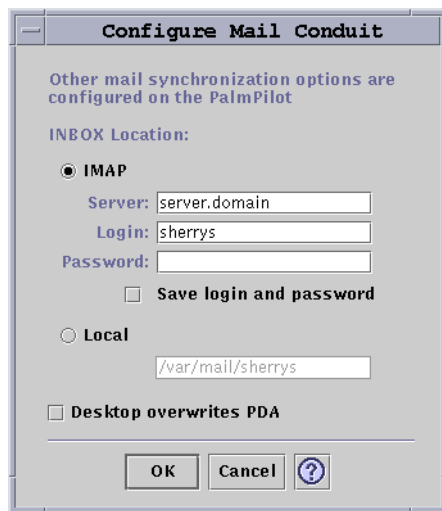 Configure Mail Conduit
Other mail synchronization options are
configured on the PalmPilot
INBOX Location:
IMAP
Server: server.domain
Login: sherrys
Password:
Save login and password
Local
/var/mail/sherrys
Desktop overwrites PDA
OK Cancel ?